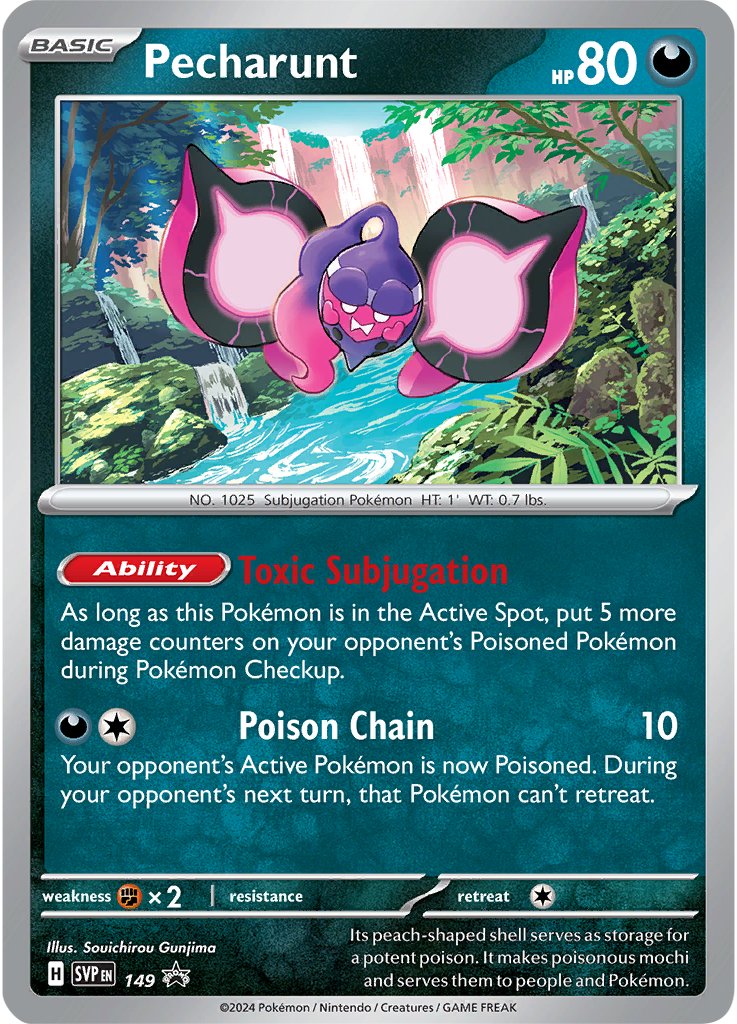 BASIC
Pecharunt
HP 80
NO. 1025 Subjugation Pokémon HT: 1' WT: 0.7 lbs.
Ability Toxic Subjugation
As long as this Pokémon is in the Active Spot, put 5 more
damage counters on your opponent's Poisoned Pokémon
during Pokémon Checkup.
Poison Chain 10
Your opponent's Active Pokémon is now Poisoned. During
your opponent's next turn, that Pokémon can't retreat.
weakness ×2 resistance retreat
Illus. Souichirou Gunjima
H SVP EN 149
Its peach-shaped shell serves as storage for
a potent poison. It makes poisonous mochi
and serves them to people and Pokémon.
©2024 Pokémon / Nintendo / Creatures / GAME FREAK